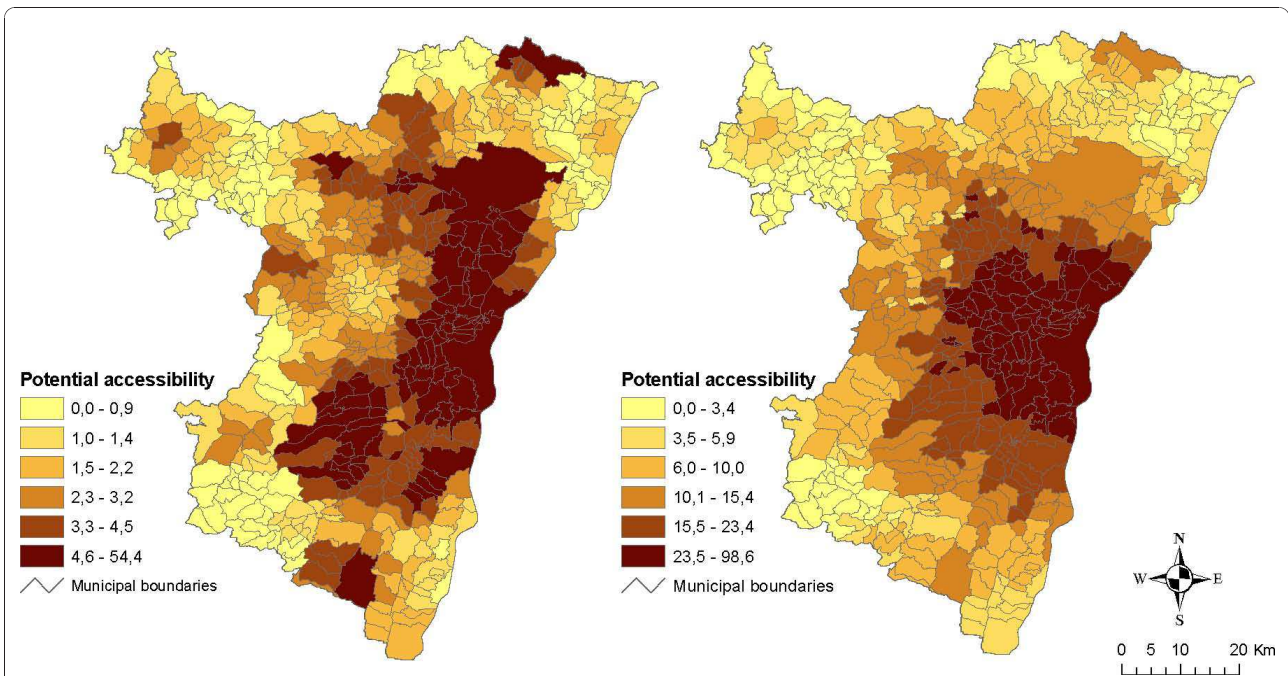 Potential accessibility
0,0 - 0,9
1,0 - 1,4
1,5 - 2,2
2,3 - 3,2
3,3 - 4,5
4,6 - 54,4
Municipal boundaries
Potential accessibility
0,0 - 3,4
3,5 - 5,9
6,0 - 10,0
10,1 - 15,4
15,5 - 23,4
23,5 - 98,6
Municipal boundaries
N
W E
S
0 5 10 20 Km